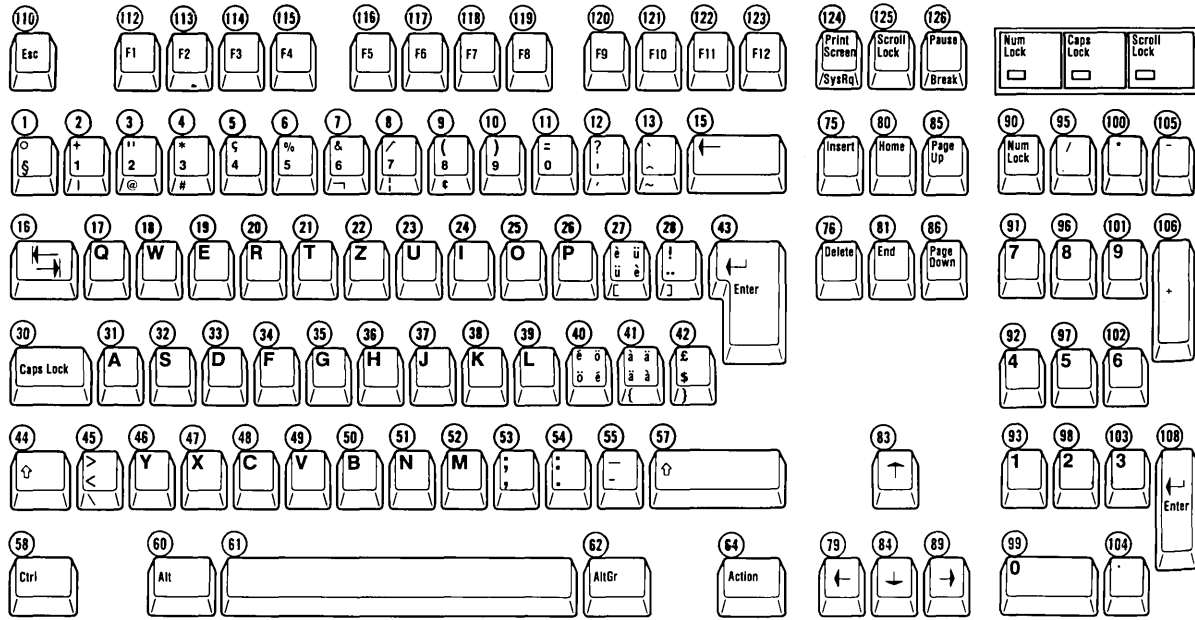 110 112 113 114 115 116 117 118 119 120 121 122 123 124 125 126
Esc F1 F2 F3 F4 F5 F6 F7 F8 F9 F10 F11 F12 Print Screen SysRq Scroll Lock Pause Break Num Lock Caps Lock Scroll Lock
1 2 3 4 5 6 7 8 9 10 11 12 13 15 75 80 85 90 95 100 105
° + " * ç % & / ( ) = ? ` ← Insert Home Page Up Num Lock / * -
§ 1 2 3 4 5 6 7 8 9 0 ' ^
| @ # ¬ ¦ ¢ ´ ~
16 17 18 19 20 21 22 23 24 25 26 27 28 43 76 81 86 91 96 101 106
Q W E R T Z U I O P è ü ! ↵ Enter Delete End Page Down 7 8 9 +
ü è ¨
[ ]
30 31 32 33 34 35 36 37 38 39 40 41 42 92 97 102
Caps Lock A S D F G H J K L é ö à ä £ 4 5 6
ö é ä à $
{ }
44 45 46 47 48 49 50 51 52 53 54 55 57 83 93 98 103 108
⇧ > Y X C V B N M ; : _ ⇧ ↑ 1 2 3 ↵ Enter
< , . -
\
58 60 61 62 64 79 84 89 99 104
Ctrl Alt AltGr Action ← ↓ → 0 .